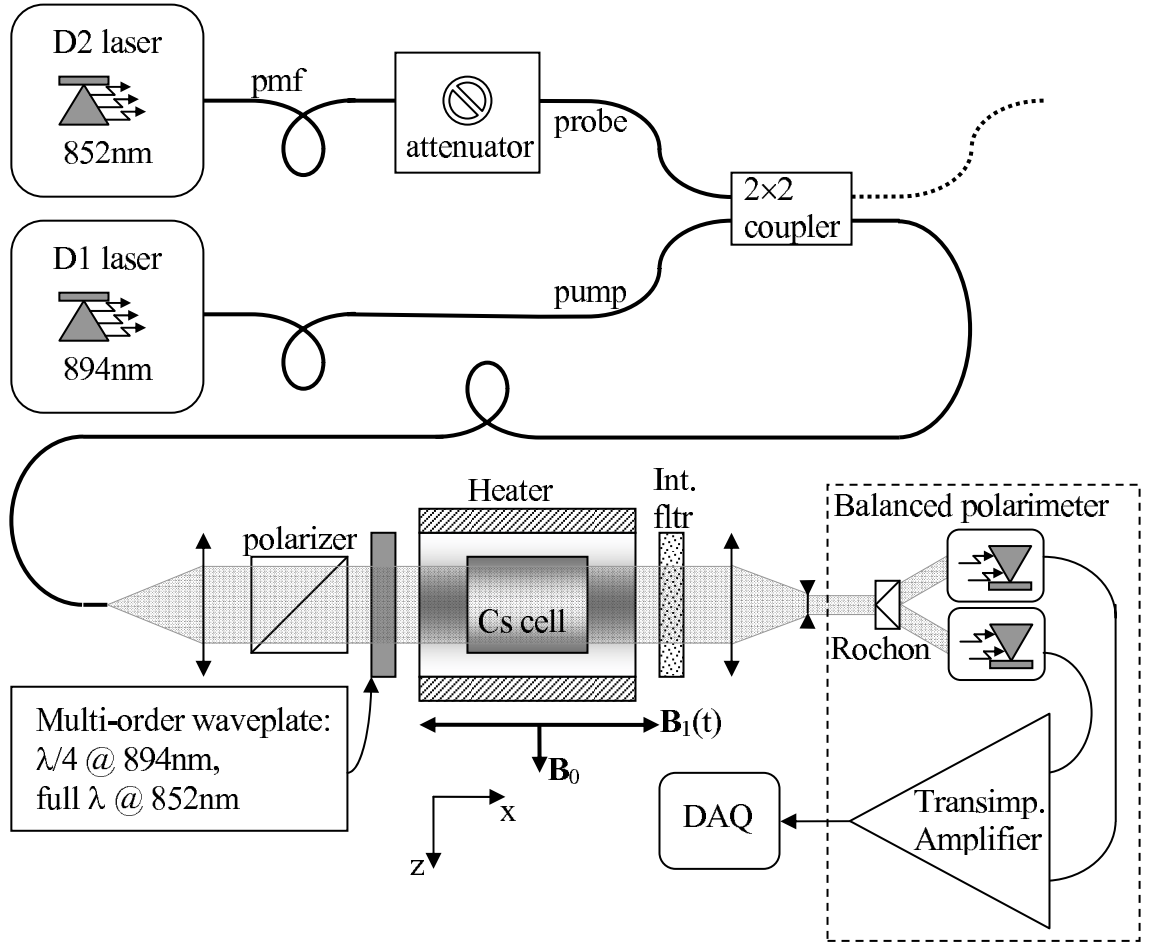 D2 laser
852nm
pmf
attenuator
probe
2×2
coupler
D1 laser
894nm
pump
Heater
Int.
fltr
polarizer
Cs cell
Balanced polarimeter
Rochon
Multi-order waveplate:
λ/4 @ 894nm,
full λ @ 852nm
B₁(t)
B₀
x
z
DAQ
Transimp.
Amplifier